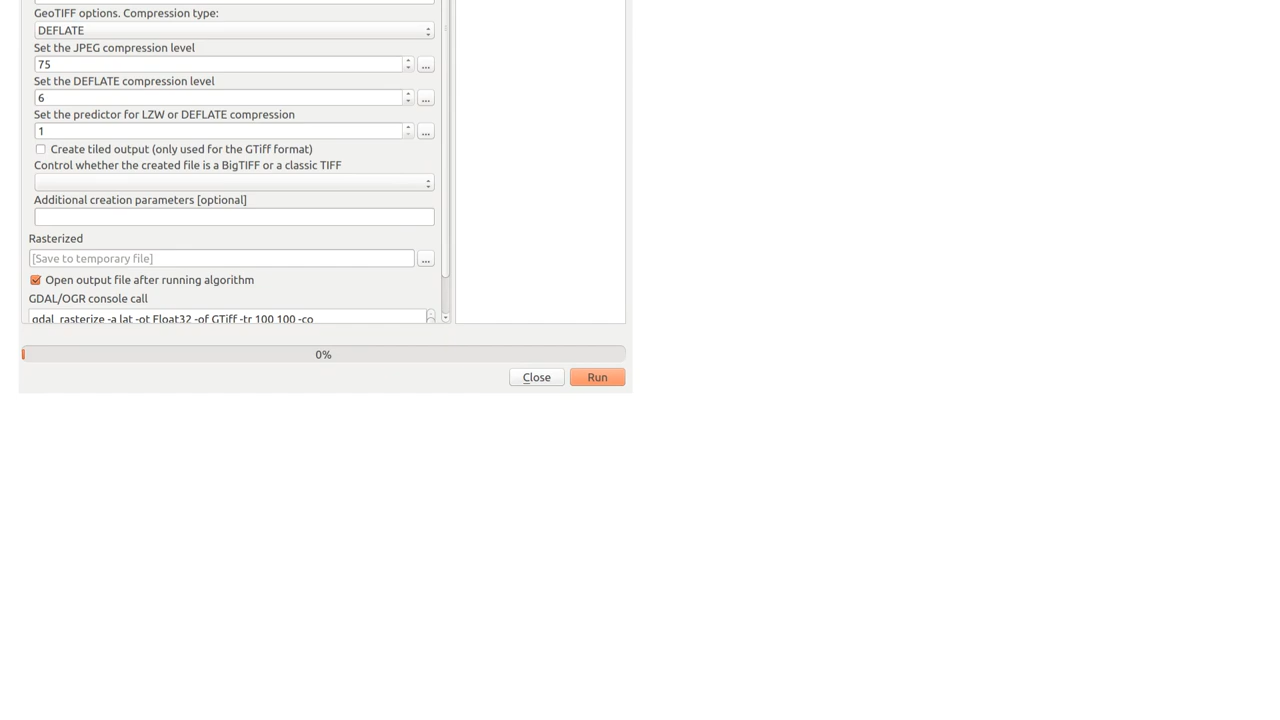 GeoTIFF options. Compression type:
DEFLATE
Set the JPEG compression level
75
...
Set the DEFLATE compression level
6
...
Set the predictor for LZW or DEFLATE compression
1
...
Create tiled output (only used for the GTiff format)
Control whether the created file is a BigTIFF or a classic TIFF
Additional creation parameters [optional]
Rasterized
[Save to temporary file]
...
Open output file after running algorithm
GDAL/OGR console call
gdal_rasterize -a lat -ot Float32 -of GTiff -tr 100 100 -co
0%
Close Run